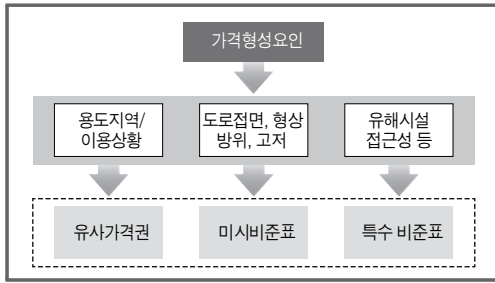 가격형성요인
용도지역/
이용상황
도로접면, 형상
방위, 고저
유해시설
접근성 등
유사가격권
미시비준표
특수 비준표